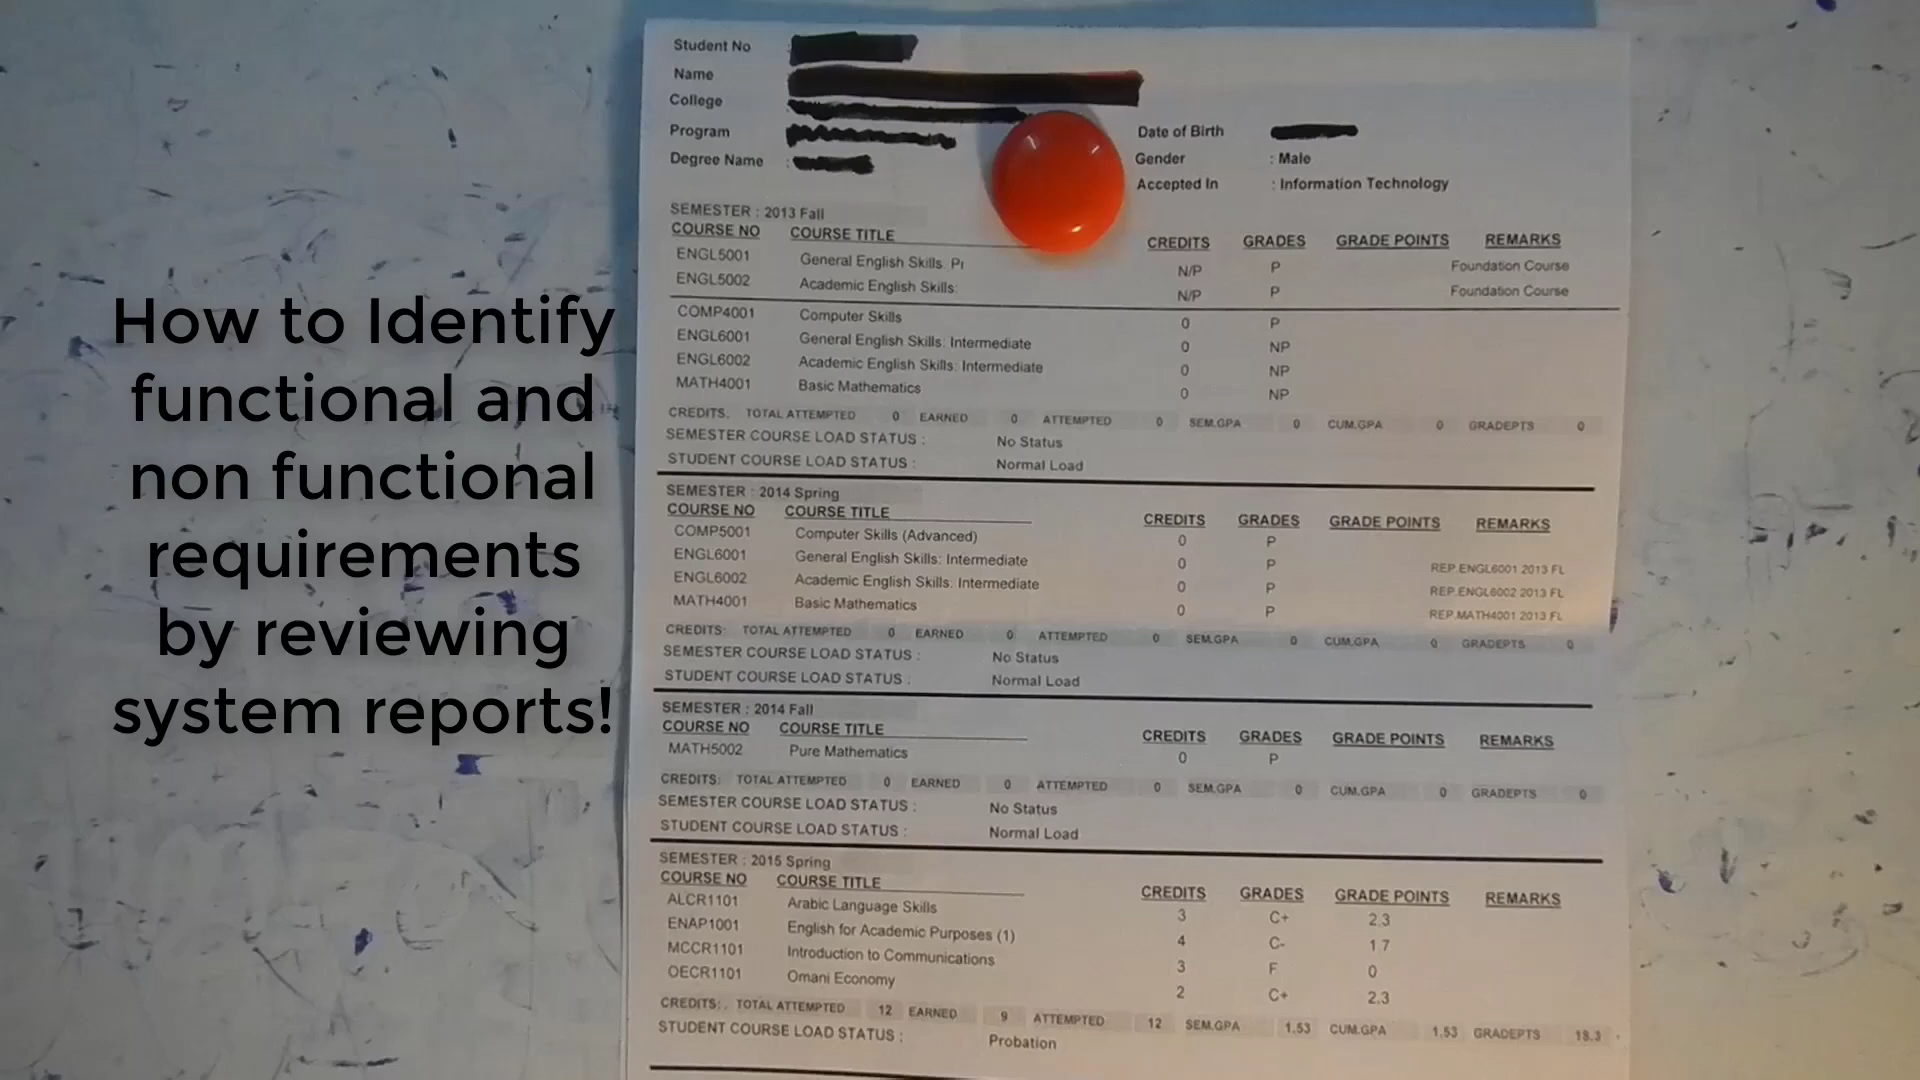 How to Identify
functional and
non functional
requirements
by reviewing
system reports!
Student No :
Name
College
Program
Degree Name :
Date of Birth
Gender : Male
Accepted In : Information Technology
SEMESTER : 2013 Fall
COURSE NO COURSE TITLE CREDITS GRADES GRADE POINTS REMARKS
ENGL5001 General English Skills. N/P P Foundation Course
ENGL5002 Academic English Skills: N/P P Foundation Course
COMP4001 Computer Skills 0 P
ENGL6001 General English Skills: Intermediate 0 NP
ENGL6002 Academic English Skills: Intermediate 0 NP
MATH4001 Basic Mathematics 0 NP
CREDITS. TOTAL ATTEMPTED 0 EARNED 0 ATTEMPTED 0 SEM.GPA 0 CUM.GPA 0 GRADEPTS 0
SEMESTER COURSE LOAD STATUS : No Status
STUDENT COURSE LOAD STATUS : Normal Load
SEMESTER : 2014 Spring
COURSE NO COURSE TITLE CREDITS GRADES GRADE POINTS REMARKS
COMP5001 Computer Skills (Advanced) 0 P
ENGL6001 General English Skills: Intermediate 0 P REP.ENGL6001 2013 FL
ENGL6002 Academic English Skills: Intermediate 0 P REP.ENGL6002 2013 FL
MATH4001 Basic Mathematics 0 P REP.MATH4001 2013 FL
CREDITS: TOTAL ATTEMPTED 0 EARNED 0 ATTEMPTED 0 SEM.GPA 0 CUM.GPA 0 GRADEPTS 0
SEMESTER COURSE LOAD STATUS : No Status
STUDENT COURSE LOAD STATUS : Normal Load
SEMESTER : 2014 Fall
COURSE NO COURSE TITLE CREDITS GRADES GRADE POINTS REMARKS
MATH5002 Pure Mathematics 0 P
CREDITS: TOTAL ATTEMPTED 0 EARNED 0 ATTEMPTED 0 SEM.GPA 0 CUM.GPA 0 GRADEPTS 0
SEMESTER COURSE LOAD STATUS : No Status
STUDENT COURSE LOAD STATUS : Normal Load
SEMESTER : 2015 Spring
COURSE NO COURSE TITLE CREDITS GRADES GRADE POINTS REMARKS
ALCR1101 Arabic Language Skills 3 C+ 2.3
ENAP1001 English for Academic Purposes (1) 4 C- 1.7
MCCR1101 Introduction to Communications 3 F 0
OECR1101 Omani Economy 2 C+ 2.3
CREDITS: TOTAL ATTEMPTED 12 EARNED 9 ATTEMPTED 12 SEM.GPA 1.53 CUM.GPA 1.53 GRADEPTS 18.3
STUDENT COURSE LOAD STATUS : Probation